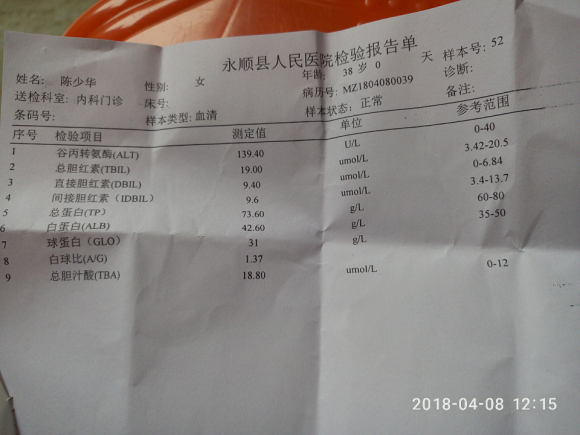 永顺县人民医院检验报告单
姓名: 陈少华 性别: 女 年龄: 38 岁 0 天 样本号: 52
送检科室: 内科门诊 床号: 病历号: MZ1804080039 诊断:
条码号: 样本类型: 血清 样本状态: 正常 备注:
序号 检验项目 测定值 单位 参考范围
1 谷丙转氨酶(ALT) 139.40 U/L 0-40
2 总胆红素(TBIL) 19.00 umol/L 3.42-20.5
3 直接胆红素(DBIL) 9.40 umol/L 0-6.84
4 间接胆红素（IDBIL) 9.6 umol/L 3.4-13.7
5 总蛋白(TP) 73.60 g/L 60-80
6 白蛋白(ALB) 42.60 g/L 35-50
7 球蛋白（GLO） 31 g/L
8 白球比(A/G) 1.37
9 总胆汁酸(TBA) 18.80 umol/L 0-12
2018-04-08 12:15